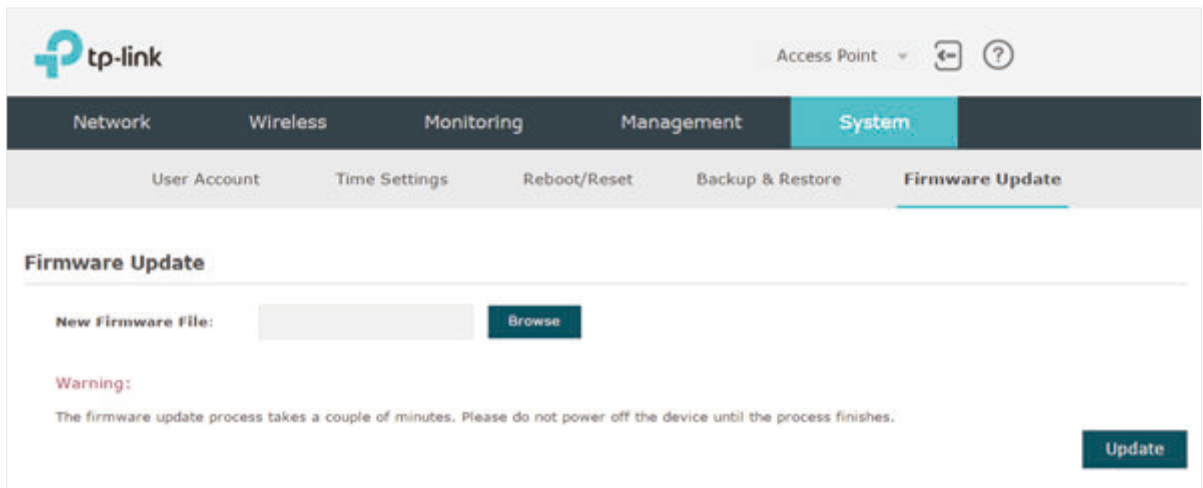 tp-link
Access Point
Network Wireless Monitoring Management System
User Account Time Settings Reboot/Reset Backup & Restore Firmware Update
Firmware Update
New Firmware File: Browse
Warning:
The firmware update process takes a couple of minutes. Please do not power off the device until the process finishes.
Update